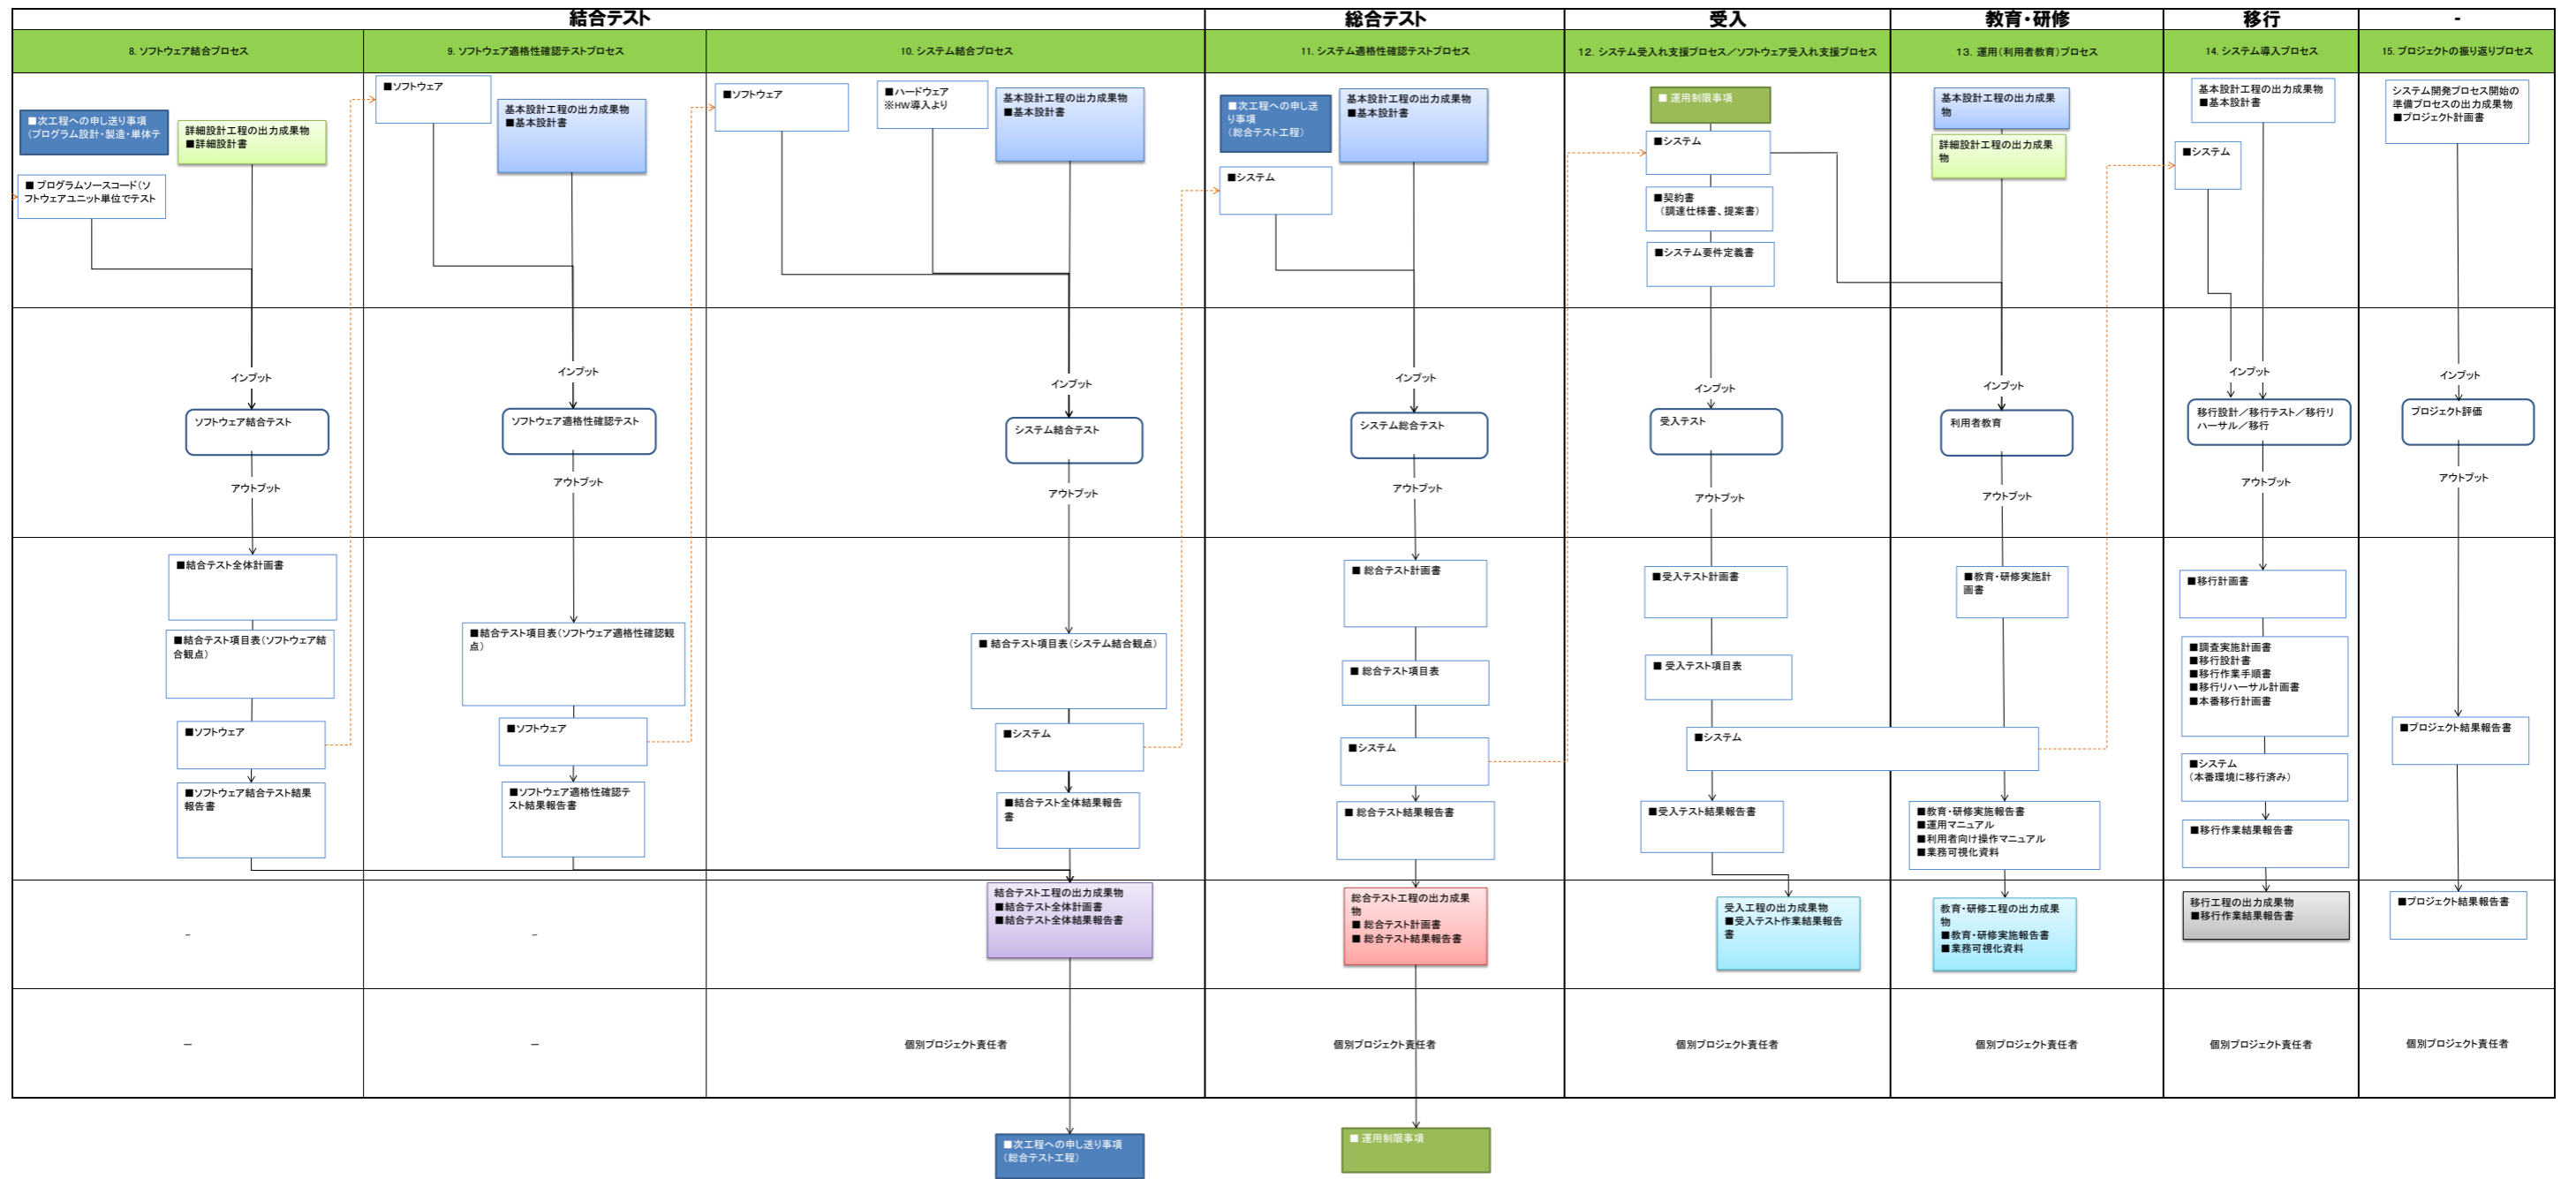 結合テスト
総合テスト
受入
教育・研修
移行
-
8. ソフトウェア結合プロセス
9. ソフトウェア適格性確認テストプロセス
10. システム結合プロセス
11. システム適格性確認テストプロセス
12. システム受入れ支援プロセス／ソフトウェア受入れ支援プロセス
13. 運用（利用者教育）プロセス
14. システム導入プロセス
15. プロジェクトの振り返りプロセス
■次工程への申し送り事項
（プログラム設計・製造・単体テ
詳細設計工程の出力成果物
■詳細設計書
■ プログラムソースコード（ソ
フトウェアユニット単位でテスト
インプット
ソフトウェア結合テスト
アウトプット
■結合テスト全体計画書
■結合テスト項目表（ソフトウェア結
合観点）
■ソフトウェア
■ソフトウェア結合テスト結果
報告書
-
－
■ソフトウェア
基本設計工程の出力成果物
■基本設計書
インプット
ソフトウェア適格性確認テスト
アウトプット
■結合テスト項目表（ソフトウェア適格性確認観
点）
■ソフトウェア
■ソフトウェア適格性確認テ
スト結果報告書
-
－
■ソフトウェア
■ハードウェア
※HW導入より
基本設計工程の出力成果物
■基本設計書
インプット
システム結合テスト
アウトプット
■ 結合テスト項目表（システム結合観点）
■システム
■結合テスト全体結果報告
書
結合テスト工程の出力成果物
■結合テスト全体計画書
■結合テスト全体結果報告書
個別プロジェクト責任者
■次工程への申し送り事項
（総合テスト工程）
■次工程への申し送
り事項
（総合テスト工程）
基本設計工程の出力成果物
■基本設計書
■システム
インプット
システム総合テスト
アウトプット
■ 総合テスト計画書
■ 総合テスト項目表
■システム
■ 総合テスト結果報告書
総合テスト工程の出力成果
物
■ 総合テスト計画書
■ 総合テスト結果報告書
個別プロジェクト責任者
■ 運用制限事項
■ 運用制限事項
■システム
■契約書
（調達仕様書、提案書）
■システム要件定義書
インプット
受入テスト
アウトプット
■受入テスト計画書
■ 受入テスト項目表
■システム
■受入テスト結果報告書
受入工程の出力成果物
■受入テスト作業結果報告
書
個別プロジェクト責任者
基本設計工程の出力成果
物
詳細設計工程の出力成果
物
インプット
利用者教育
アウトプット
■教育・研修実施計
画書
■教育・研修実施報告書
■運用マニュアル
■利用者向け操作マニュアル
■業務可視化資料
教育・研修工程の出力成果
物
■教育・研修実施報告書
■業務可視化資料
個別プロジェクト責任者
基本設計工程の出力成果物
■基本設計書
■システム
インプット
移行設計／移行テスト／移行リ
ハーサル／移行
アウトプット
■移行計画書
■調査実施計画書
■移行設計書
■移行作業手順書
■移行リハーサル計画書
■本番移行計画書
■システム
（本番環境に移行済み）
■移行作業結果報告書
移行工程の出力成果物
■移行作業結果報告書
個別プロジェクト責任者
システム開発プロセス開始の
準備プロセスの出力成果物
■プロジェクト計画書
インプット
プロジェクト評価
アウトプット
■プロジェクト結果報告書
■プロジェクト結果報告書
個別プロジェクト責任者